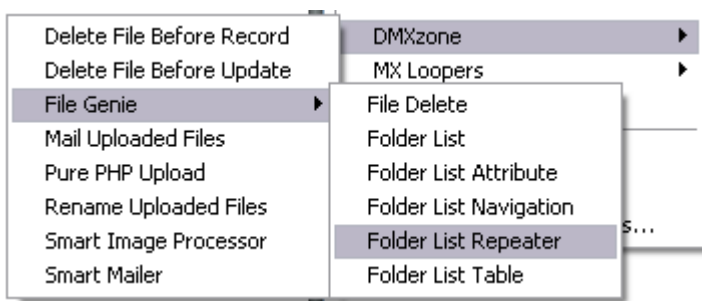 Delete File Before Record
Delete File Before Update
File Genie
Mail Uploaded Files
Pure PHP Upload
Rename Uploaded Files
Smart Image Processor
Smart Mailer
DMXzone
MX Loopers
File Delete
Folder List
Folder List Attribute
Folder List Navigation
Folder List Repeater
Folder List Table
s...